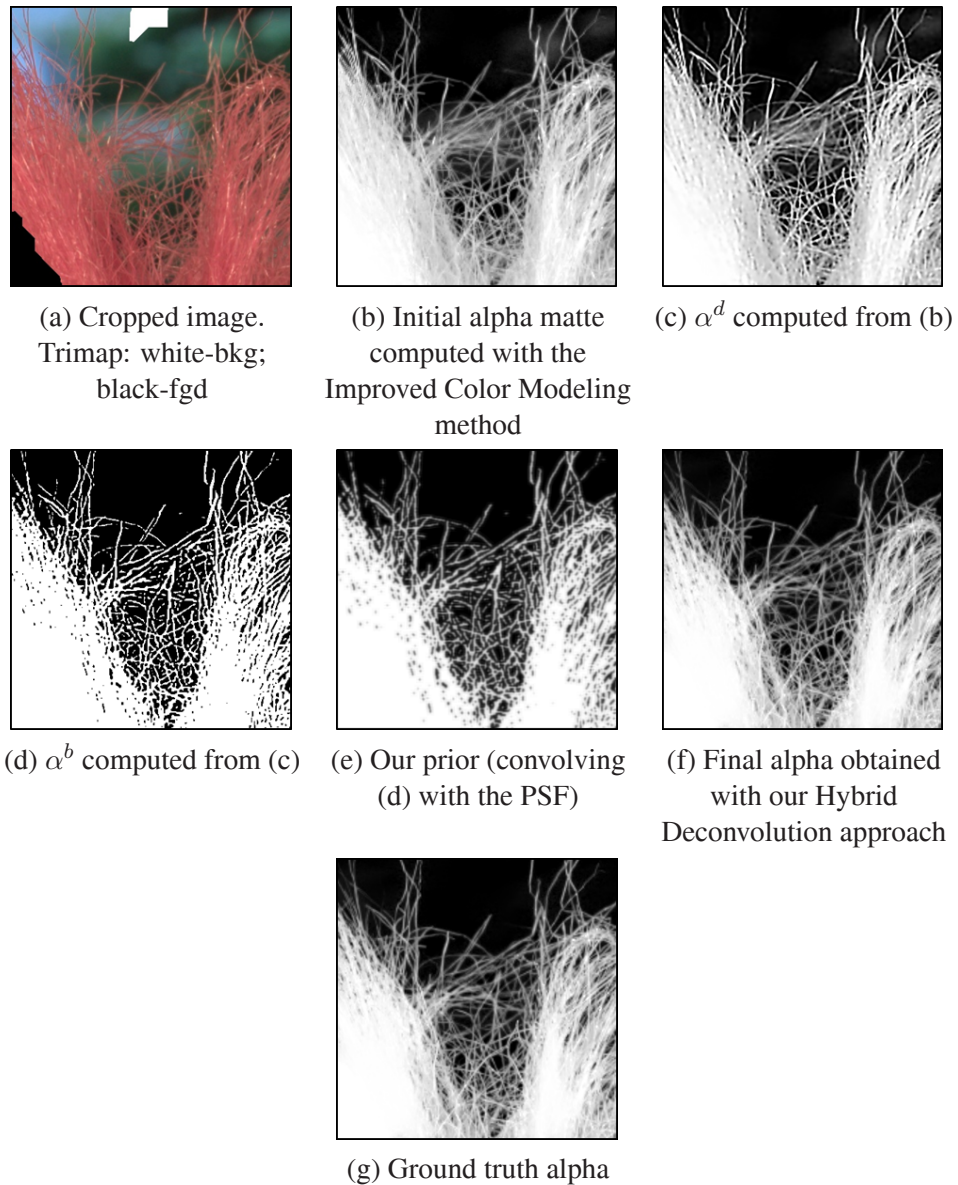 (a) Cropped image.
Trimap: white-bkg;
black-fgd
(b) Initial alpha matte
computed with the
Improved Color Modeling
method
(c) α^d computed from (b)
(d) α^b computed from (c)
(e) Our prior (convolving
(d) with the PSF)
(f) Final alpha obtained
with our Hybrid
Deconvolution approach
(g) Ground truth alpha